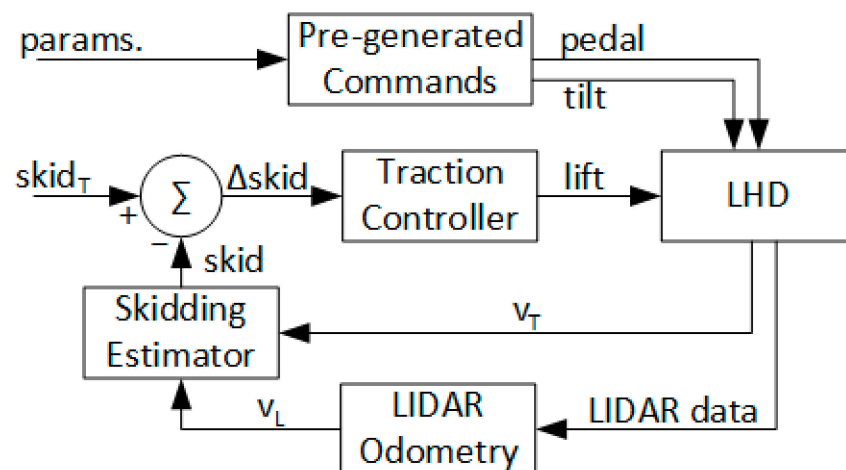 params.
Pre-generated
Commands
pedal
tilt
skid_T
+
−
Σ
Δskid
Traction
Controller
lift
LHD
skid
Skidding
Estimator
v_T
v_L
LIDAR
Odometry
LIDAR data